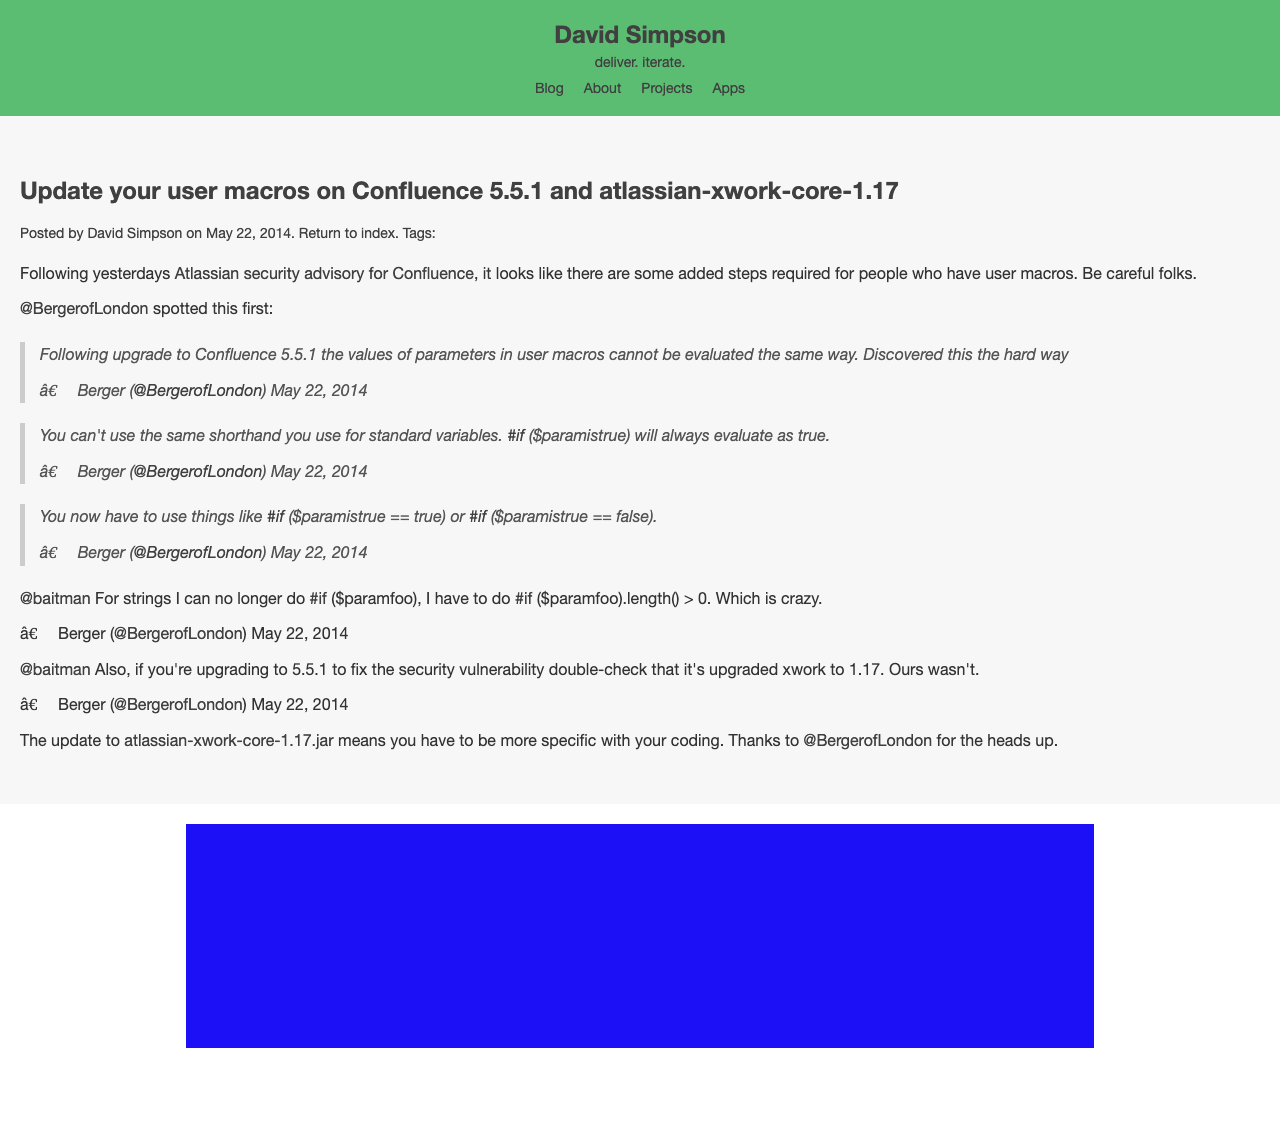 David Simpson
deliver. iterate.
Blog About Projects Apps
Update your user macros on Confluence 5.5.1 and atlassian-xwork-core-1.17
Posted by David Simpson on May 22, 2014. Return to index. Tags:
Following yesterdays Atlassian security advisory for Confluence, it looks like there are some added steps required for people who have user macros. Be careful folks.
@BergerofLondon spotted this first:
Following upgrade to Confluence 5.5.1 the values of parameters in user macros cannot be evaluated the same way. Discovered this the hard way
â€ Berger (@BergerofLondon) May 22, 2014
You can't use the same shorthand you use for standard variables. #if ($paramistrue) will always evaluate as true.
â€ Berger (@BergerofLondon) May 22, 2014
You now have to use things like #if ($paramistrue == true) or #if ($paramistrue == false).
â€ Berger (@BergerofLondon) May 22, 2014
@baitman For strings I can no longer do #if ($paramfoo), I have to do #if ($paramfoo).length() > 0. Which is crazy.
â€ Berger (@BergerofLondon) May 22, 2014
@baitman Also, if you're upgrading to 5.5.1 to fix the security vulnerability double-check that it's upgraded xwork to 1.17. Ours wasn't.
â€ Berger (@BergerofLondon) May 22, 2014
The update to atlassian-xwork-core-1.17.jar means you have to be more specific with your coding. Thanks to @BergerofLondon for the heads up.